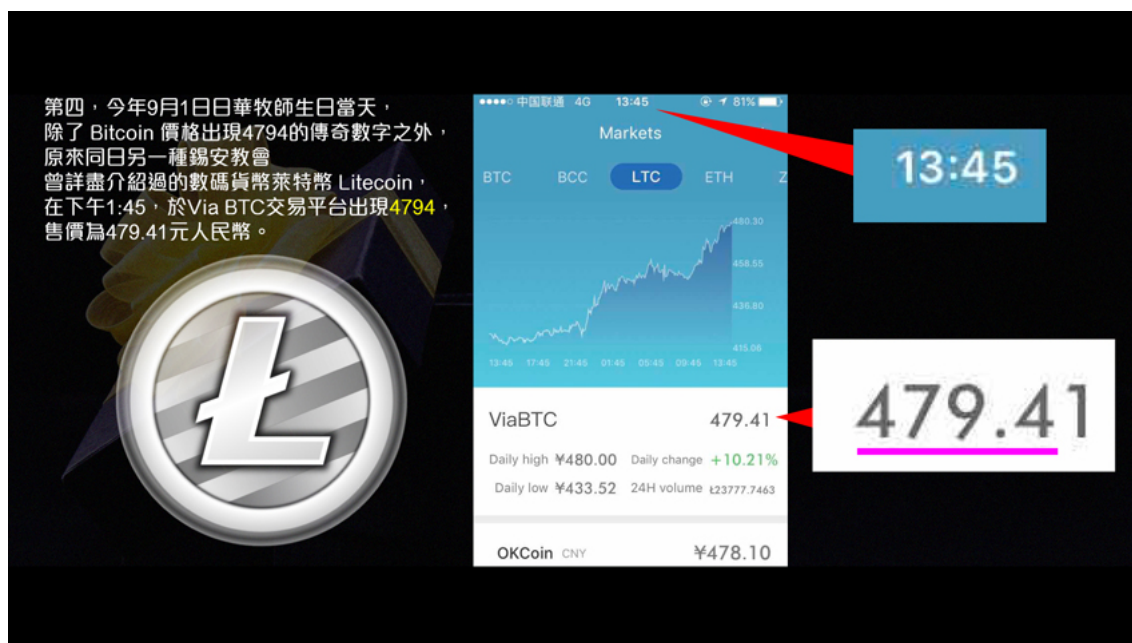 第四，今年9月1日日華牧師生日當天，
除了 Bitcoin 價格出現4794的傳奇數字之外，
原來同日另一種錫安教會
曾詳盡介紹過的數碼貨幣萊特幣 Litecoin，
在下午1:45，於Via BTC交易平台出現4794，
售價為479.41元人民幣。
中国联通 4G 13:45 81%
Markets
BTC BCC LTC ETH Z
480.30
458.55
436.80
415.06
13:45 17:45 21:45 01:45 05:45 09:45 13:45
ViaBTC 479.41
Daily high ¥480.00 Daily change +10.21%
Daily low ¥433.52 24H volume Ł23777.7463
OKCoin CNY ¥478.10
13:45
479.41